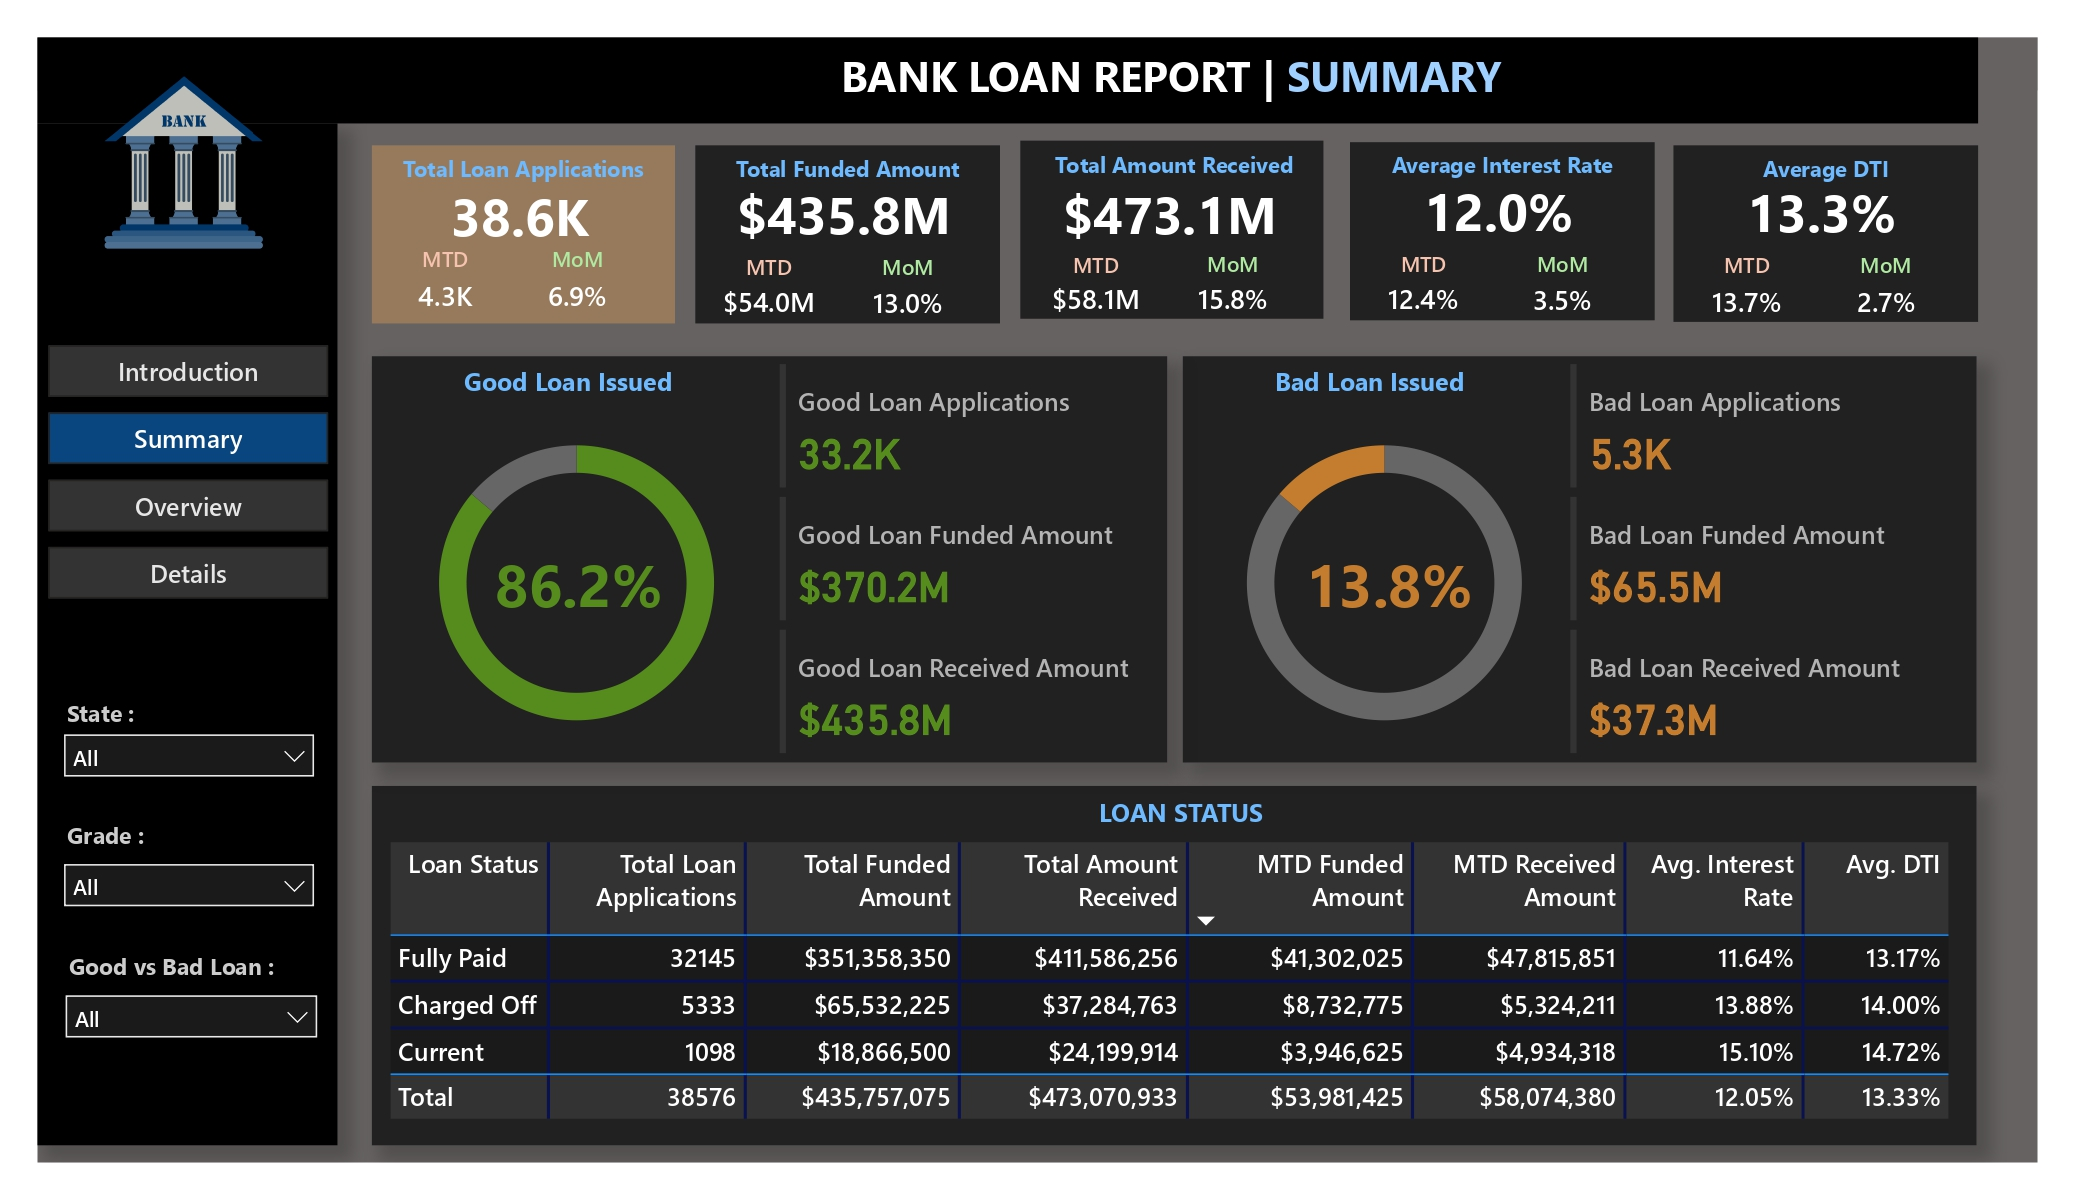 BANK LOAN REPORT | SUMMARY
BANK
Total Loan Applications
38.6K
MTD MoM
4.3K 6.9%
Total Funded Amount
$435.8M
MTD MoM
$54.0M 13.0%
Total Amount Received
$473.1M
MTD MoM
$58.1M 15.8%
Average Interest Rate
12.0%
MTD MoM
12.4% 3.5%
Average DTI
13.3%
MTD MoM
13.7% 2.7%
Introduction
Summary
Overview
Details
State :
All
Grade :
All
Good vs Bad Loan :
All
Good Loan Issued
86.2%
Good Loan Applications
33.2K
Good Loan Funded Amount
$370.2M
Good Loan Received Amount
$435.8M
Bad Loan Issued
13.8%
Bad Loan Applications
5.3K
Bad Loan Funded Amount
$65.5M
Bad Loan Received Amount
$37.3M
LOAN STATUS
Loan Status Total Loan Total Funded Total Amount MTD Funded MTD Received Avg. Interest Avg. DTI
Applications Amount Received Amount Amount Rate
Fully Paid 32145 $351,358,350 $411,586,256 $41,302,025 $47,815,851 11.64% 13.17%
Charged Off 5333 $65,532,225 $37,284,763 $8,732,775 $5,324,211 13.88% 14.00%
Current 1098 $18,866,500 $24,199,914 $3,946,625 $4,934,318 15.10% 14.72%
Total 38576 $435,757,075 $473,070,933 $53,981,425 $58,074,380 12.05% 13.33%